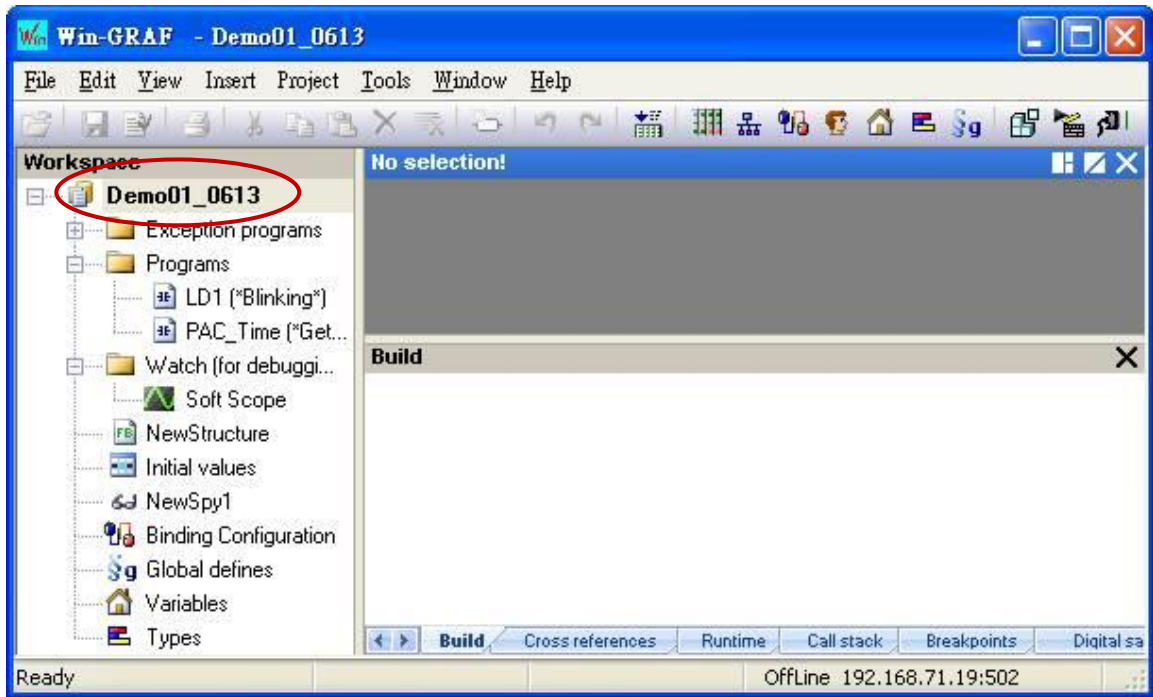 Win-GRAF - Demo01_0613
File Edit View Insert Project Tools Window Help
Workspace
Demo01_0613
Exception programs
Programs
LD1 (*Blinking*)
PAC_Time (*Get...
Watch (for debuggi...
Soft Scope
NewStructure
Initial values
NewSpy1
Binding Configuration
Global defines
Variables
Types
No selection!
Build
Build Cross references Runtime Call stack Breakpoints Digital sa
Ready OffLine 192.168.71.19:502